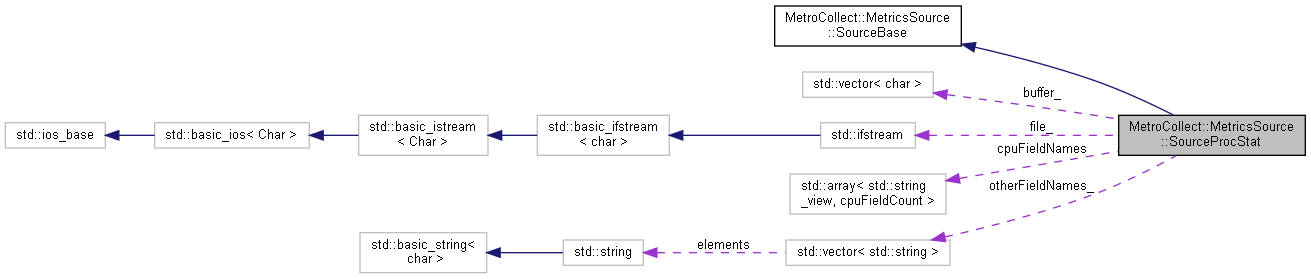 MetroCollect::MetricsSource
::SourceBase
std::vector< char >
buffer_
std::ios_base
std::basic_ios< Char >
std::basic_istream
< Char >
std::basic_ifstream
< char >
std::ifstream
file_
MetroCollect::MetricsSource
::SourceProcStat
cpuFieldNames
std::array< std::string
_view, cpuFieldCount >
otherFieldNames_
std::basic_string<
char >
std::string
elements
std::vector< std::string >